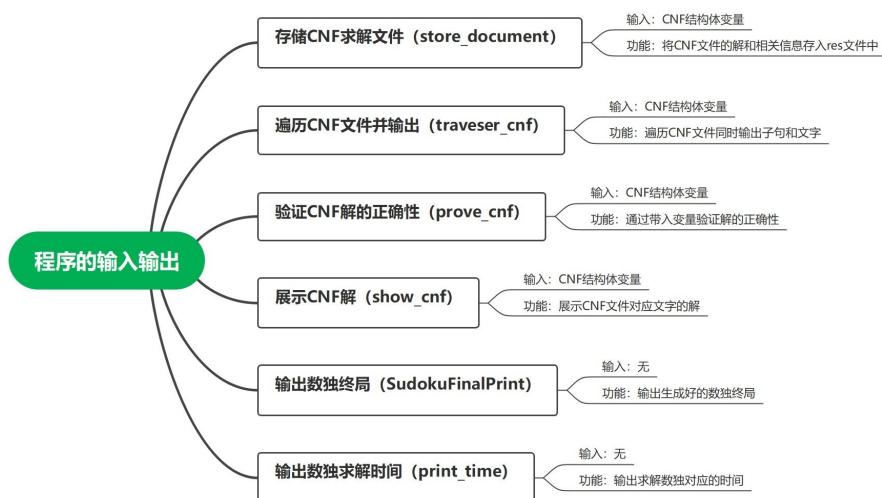 程序的输入输出
存储CNF求解文件（store_document）
输入：CNF结构体变量
功能：将CNF文件的解和相关信息存入res文件中
遍历CNF文件并输出（traveser_cnf）
输入：CNF结构体变量
功能：遍历CNF文件同时输出子句和文字
验证CNF解的正确性（prove_cnf）
输入：CNF结构体变量
功能：通过带入变量验证解的正确性
展示CNF解（show_cnf）
输入：CNF结构体变量
功能：展示CNF文件对应文字的解
输出数独终局（SudokuFinalPrint）
输入：无
功能：输出生成好的数独终局
输出数独求解时间（print_time）
输入：无
功能：输出求解数独对应的时间